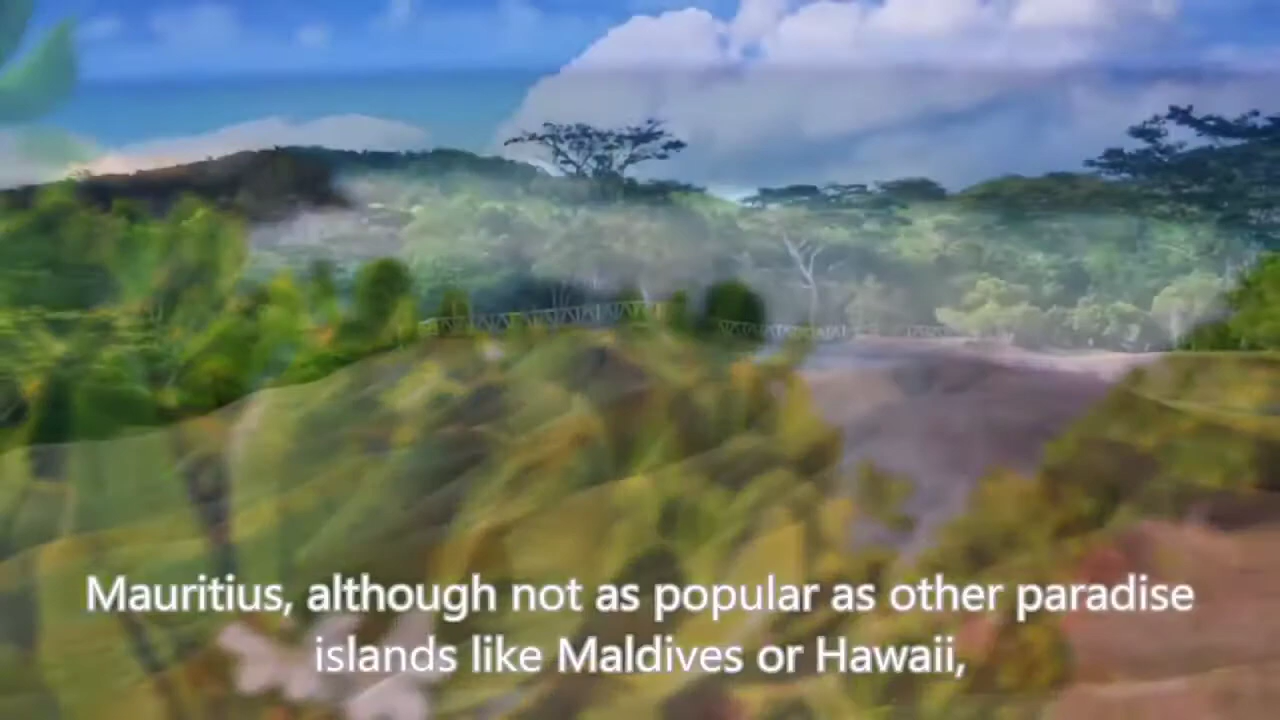 Mauritius, although not as popular as other paradise
islands like Maldives or Hawaii,